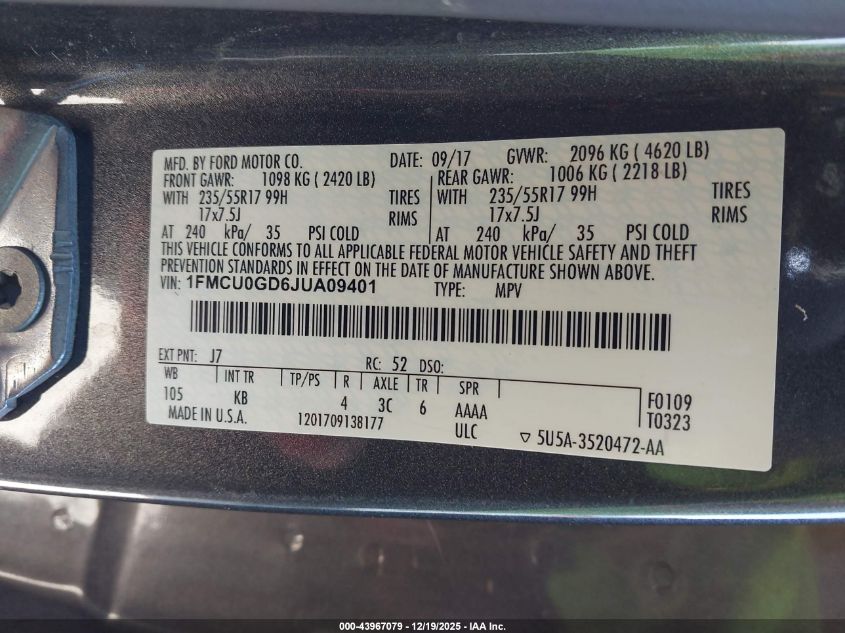 MFD. BY FORD MOTOR CO. DATE: 09/17 GVWR: 2096 KG ( 4620 LB)
FRONT GAWR: 1098 KG ( 2420 LB) REAR GAWR: 1006 KG ( 2218 LB)
WITH 235/55R17 99H TIRES WITH 235/55R17 99H TIRES
17x7.5J RIMS 17x7.5J RIMS
AT 240 kPa/ 35 PSI COLD AT 240 kPa/ 35 PSI COLD
THIS VEHICLE CONFORMS TO ALL APPLICABLE FEDERAL MOTOR VEHICLE SAFETY AND THEFT
PREVENTION STANDARDS IN EFFECT ON THE DATE OF MANUFACTURE SHOWN ABOVE.
VIN: 1FMCU0GD6JUA09401 TYPE: MPV
EXT PNT: J7 RC: 52 DSO:
WB INT TR TP/PS R AXLE TR SPR
105 KB 4 3C 6 AAAA F0109
MADE IN U.S.A. 1201709138177 ULC T0323
5U5A-3520472-AA
000-43967079 — 12/19/2025 - IAA Inc.